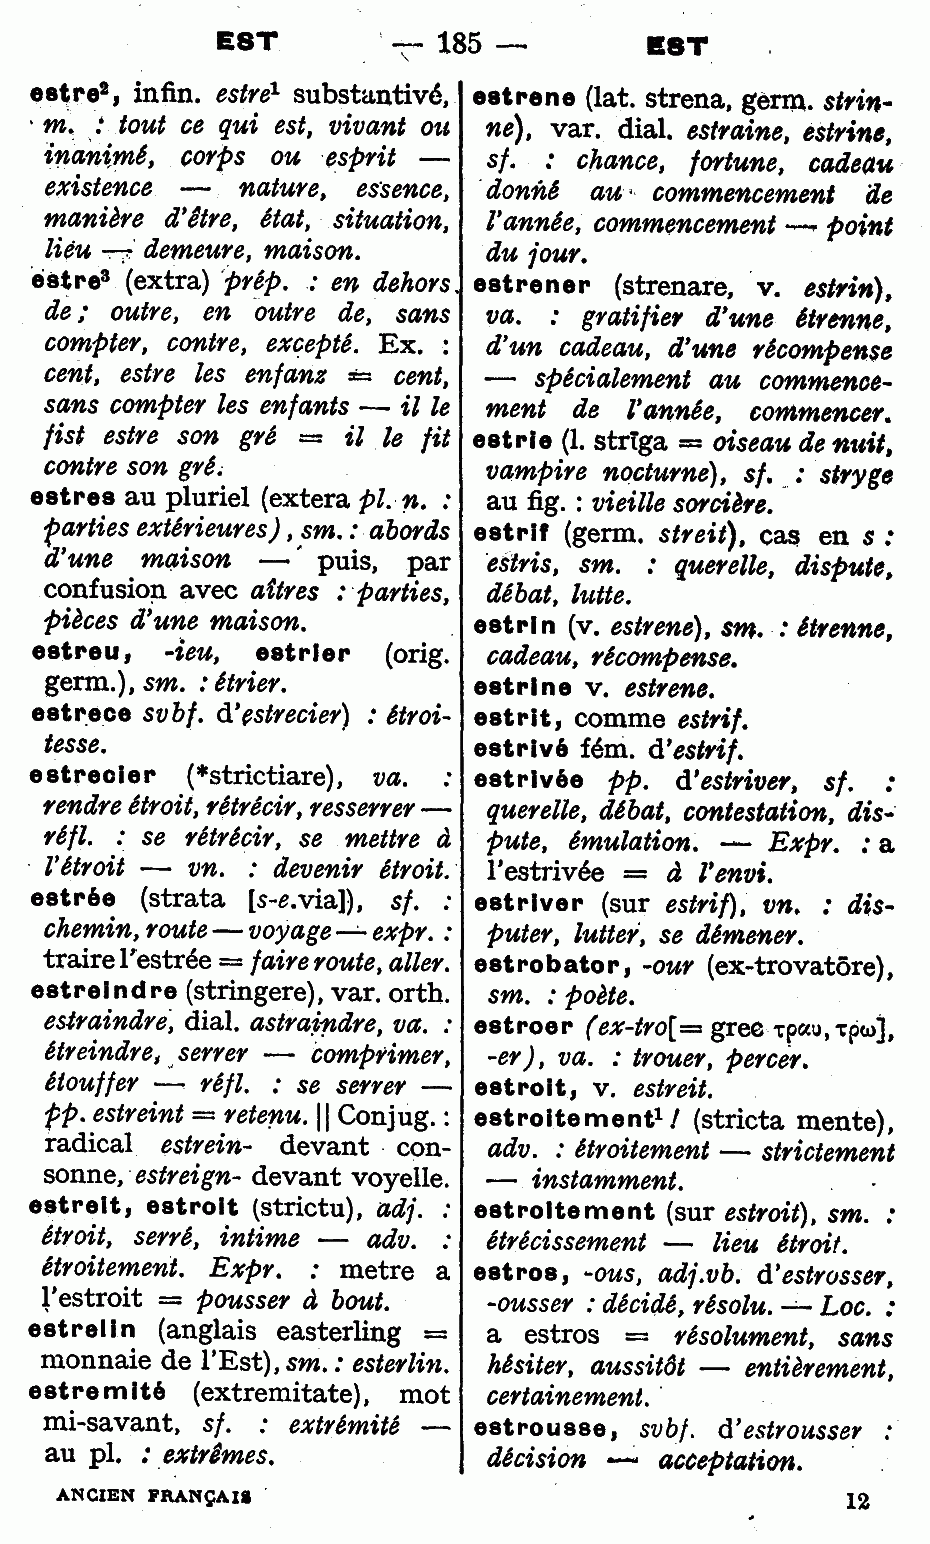 EST — 185 — EST
estre², infin. estre¹ substantivé,
m. : tout ce qui est, vivant ou
inanimé, corps ou esprit —
existence — nature, essence,
manière d'être, état, situation,
lieu — demeure, maison.
estre³ (extra) prép. : en dehors
de ; outre, en outre de, sans
compter, contre, excepté. Ex. :
cent, estre les enfanz = cent,
sans compter les enfants — il le
fist estre son gré = il le fit
contre son gré.
estres au pluriel (extera pl. n. :
parties extérieures), sm. : abords
d'une maison — puis, par
confusion avec aîtres : parties,
pièces d'une maison.
estreu, -ieu, estrier (orig.
germ.), sm. : étrier.
estrece svbf. d'estrecier) : étroi-
tesse.
estrecier (*strictiare), va. :
rendre étroit, rétrécir, resserrer —
réfl. : se rétrécir, se mettre à
l'étroit — vn. : devenir étroit.
estrée (strata [s-e.via]), sf. :
chemin, route — voyage — expr. :
traire l'estrée = faire route, aller.
estreindre (stringere), var. orth.
estraindre, dial. astraindre, va. :
étreindre, serrer — comprimer,
étouffer — réfl. : se serrer —
pp. estreint = retenu. || Conjug. :
radical estrein- devant con-
sonne, estreign- devant voyelle.
estreit, estroit (strictu), adj. :
étroit, serré, intime — adv. :
étroitement. Expr. : metre a
l'estroit = pousser à bout.
estrelin (anglais easterling =
monnaie de l'Est), sm. : esterlin.
estremité (extremitate), mot
mi-savant, sf. : extrémité —
au pl. : extrêmes.
estrene (lat. strena, germ. strin-
ne), var. dial. estraine, estrine,
sf. : chance, fortune, cadeau
donné au commencement de
l'année, commencement — point
du jour.
estrener (strenare, v. estrin),
va. : gratifier d'une étrenne,
d'un cadeau, d'une récompense
— spécialement au commence-
ment de l'année, commencer.
estrie (l. strīga = oiseau de nuit,
vampire nocturne), sf. : stryge
au fig. : vieille sorcière.
estrif (germ. streit), cas en s :
estris, sm. : querelle, dispute,
débat, lutte.
estrin (v. estrene), sm. : étrenne,
cadeau, récompense.
estrine v. estrene.
estrit, comme estrif.
estrivé fém. d'estrif.
estrivée pp. d'estriver, sf. :
querelle, débat, contestation, dis-
pute, émulation. — Expr. : a
l'estrivée = à l'envi.
estriver (sur estrif), vn. : dis-
puter, lutter, se démener.
estrobator, -our (ex-trovatōre),
sm. : poète.
estroer (ex-tro[= grec τραυ, τρω],
-er), va. : trouer, percer.
estroit, v. estreit.
estroitement¹ / (stricta mente),
adv. : étroitement — strictement
— instamment.
estroitement (sur estroit), sm. :
étrécissement — lieu étroit.
estros, -ous, adj.vb. d'estrosser,
-ousser : décidé, résolu. — Loc. :
a estros = résolument, sans
hésiter, aussitôt — entièrement,
certainement.
estrousse, svbf. d'estrousser :
décision — acceptation.
ANCIEN FRANÇAIS 12